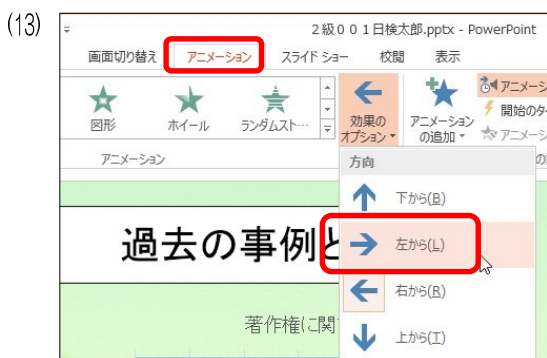 (13)
2級001日検太郎.pptx - PowerPoint
画面切り替え アニメーション スライド ショー 校閲 表示
図形 ホイール ランダムスト… 効果の オプション アニメーション の追加 アニメーシ
開始のタ
アニメーシ
アニメーション
方向
下から(B)
過去の事例と
左から(L)
右から(R)
著作権に関
上から(T)